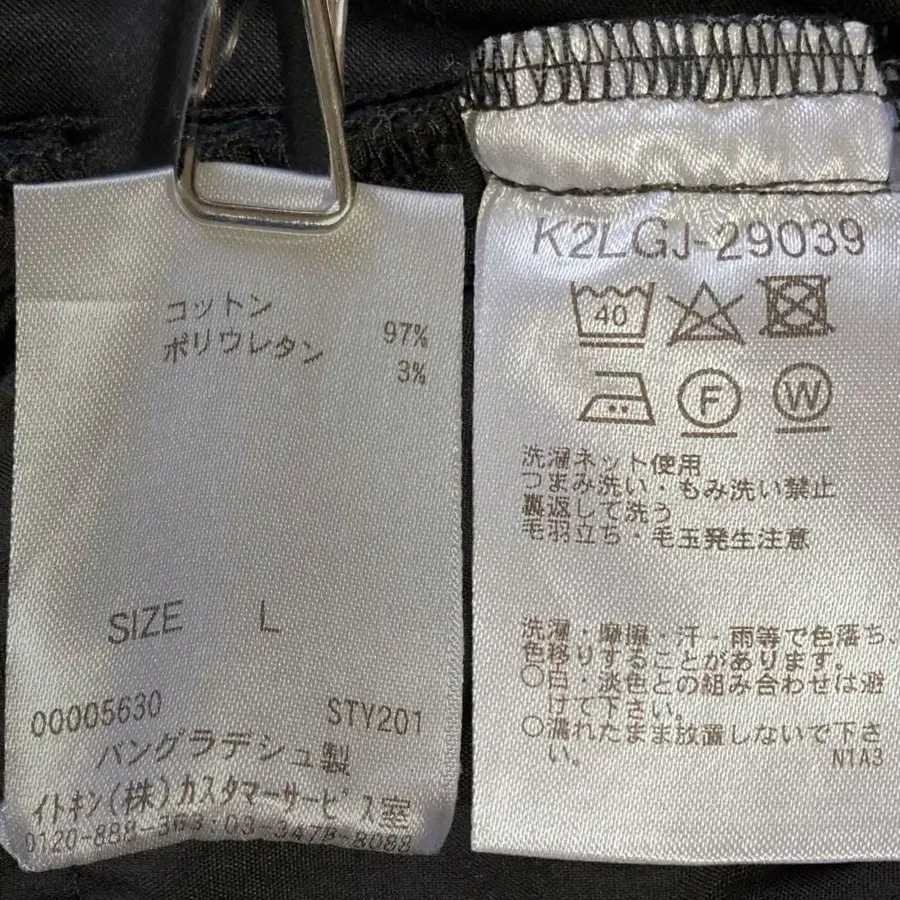 コットン 97%
ポリウレタン 3%
SIZE L
00005630 STY201
バングラデシュ製
イトキン(株)カスタマーサービス室
0120-888-363:03-3478-8088
K2LGJ-29039
40
F W
洗濯ネット使用
つまみ洗い・もみ洗い禁止
裏返して洗う
毛羽立ち・毛玉発生注意
洗濯・摩擦・汗・雨等で色落ち、
色移りすることがあります。
○白・淡色との組み合わせは避
けて下さい。
○濡れたまま放置しないで下さ
い。
N1A3